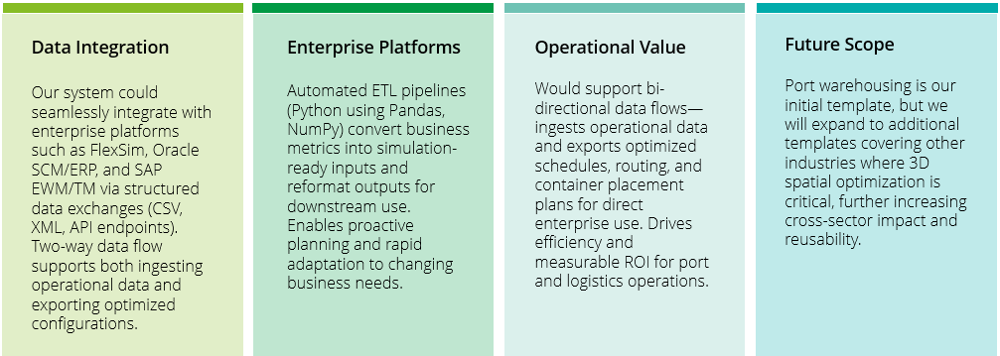 Data Integration
Our system could
seamlessly integrate with
enterprise platforms
such as FlexSim, Oracle
SCM/ERP, and SAP
EWM/TM via structured
data exchanges (CSV,
XML, API endpoints).
Two-way data flow
supports both ingesting
operational data and
exporting optimized
configurations.
Enterprise Platforms
Automated ETL pipelines
(Python using Pandas,
NumPy) convert business
metrics into simulation-
ready inputs and
reformat outputs for
downstream use.
Enables proactive
planning and rapid
adaptation to changing
business needs.
Operational Value
Would support bi-
directional data flows—
ingests operational data
and exports optimized
schedules, routing, and
container placement
plans for direct
enterprise use. Drives
efficiency and
measurable ROI for port
and logistics operations.
Future Scope
Port warehousing is our
initial template, but we
will expand to additional
templates covering other
industries where 3D
spatial optimization is
critical, further increasing
cross-sector impact and
reusability.